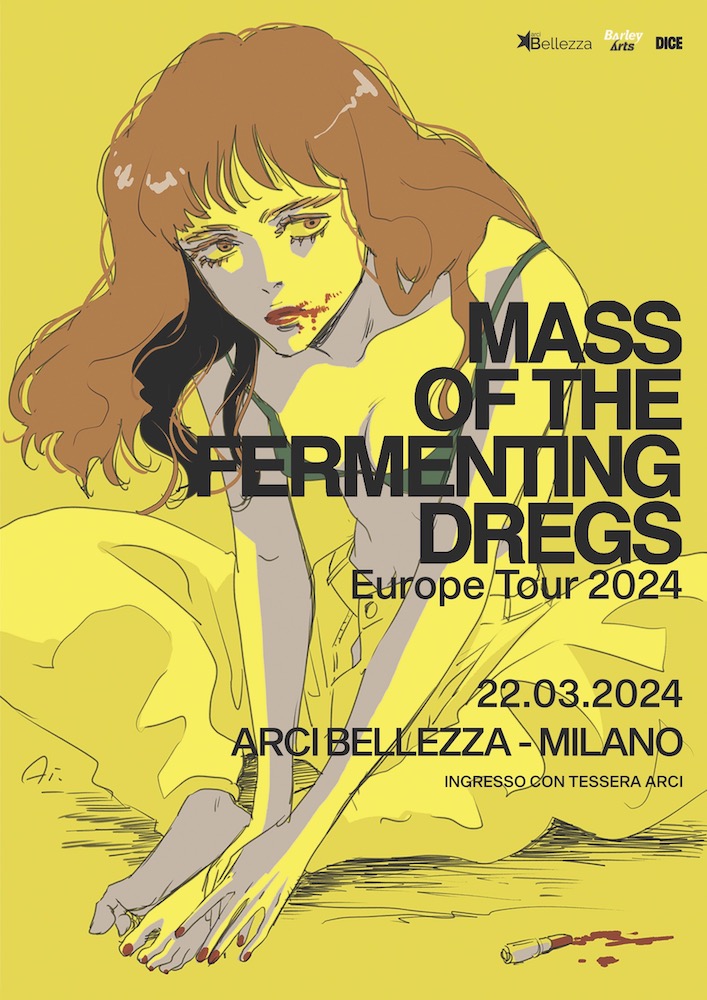 arci
Bellezza
Barley
Arts
DICE
MASS
OF THE
FERMENTING
DREGS
Europe Tour 2024
22.03.2024
ARCI BELLEZZA - MILANO
INGRESSO CON TESSERA ARCI